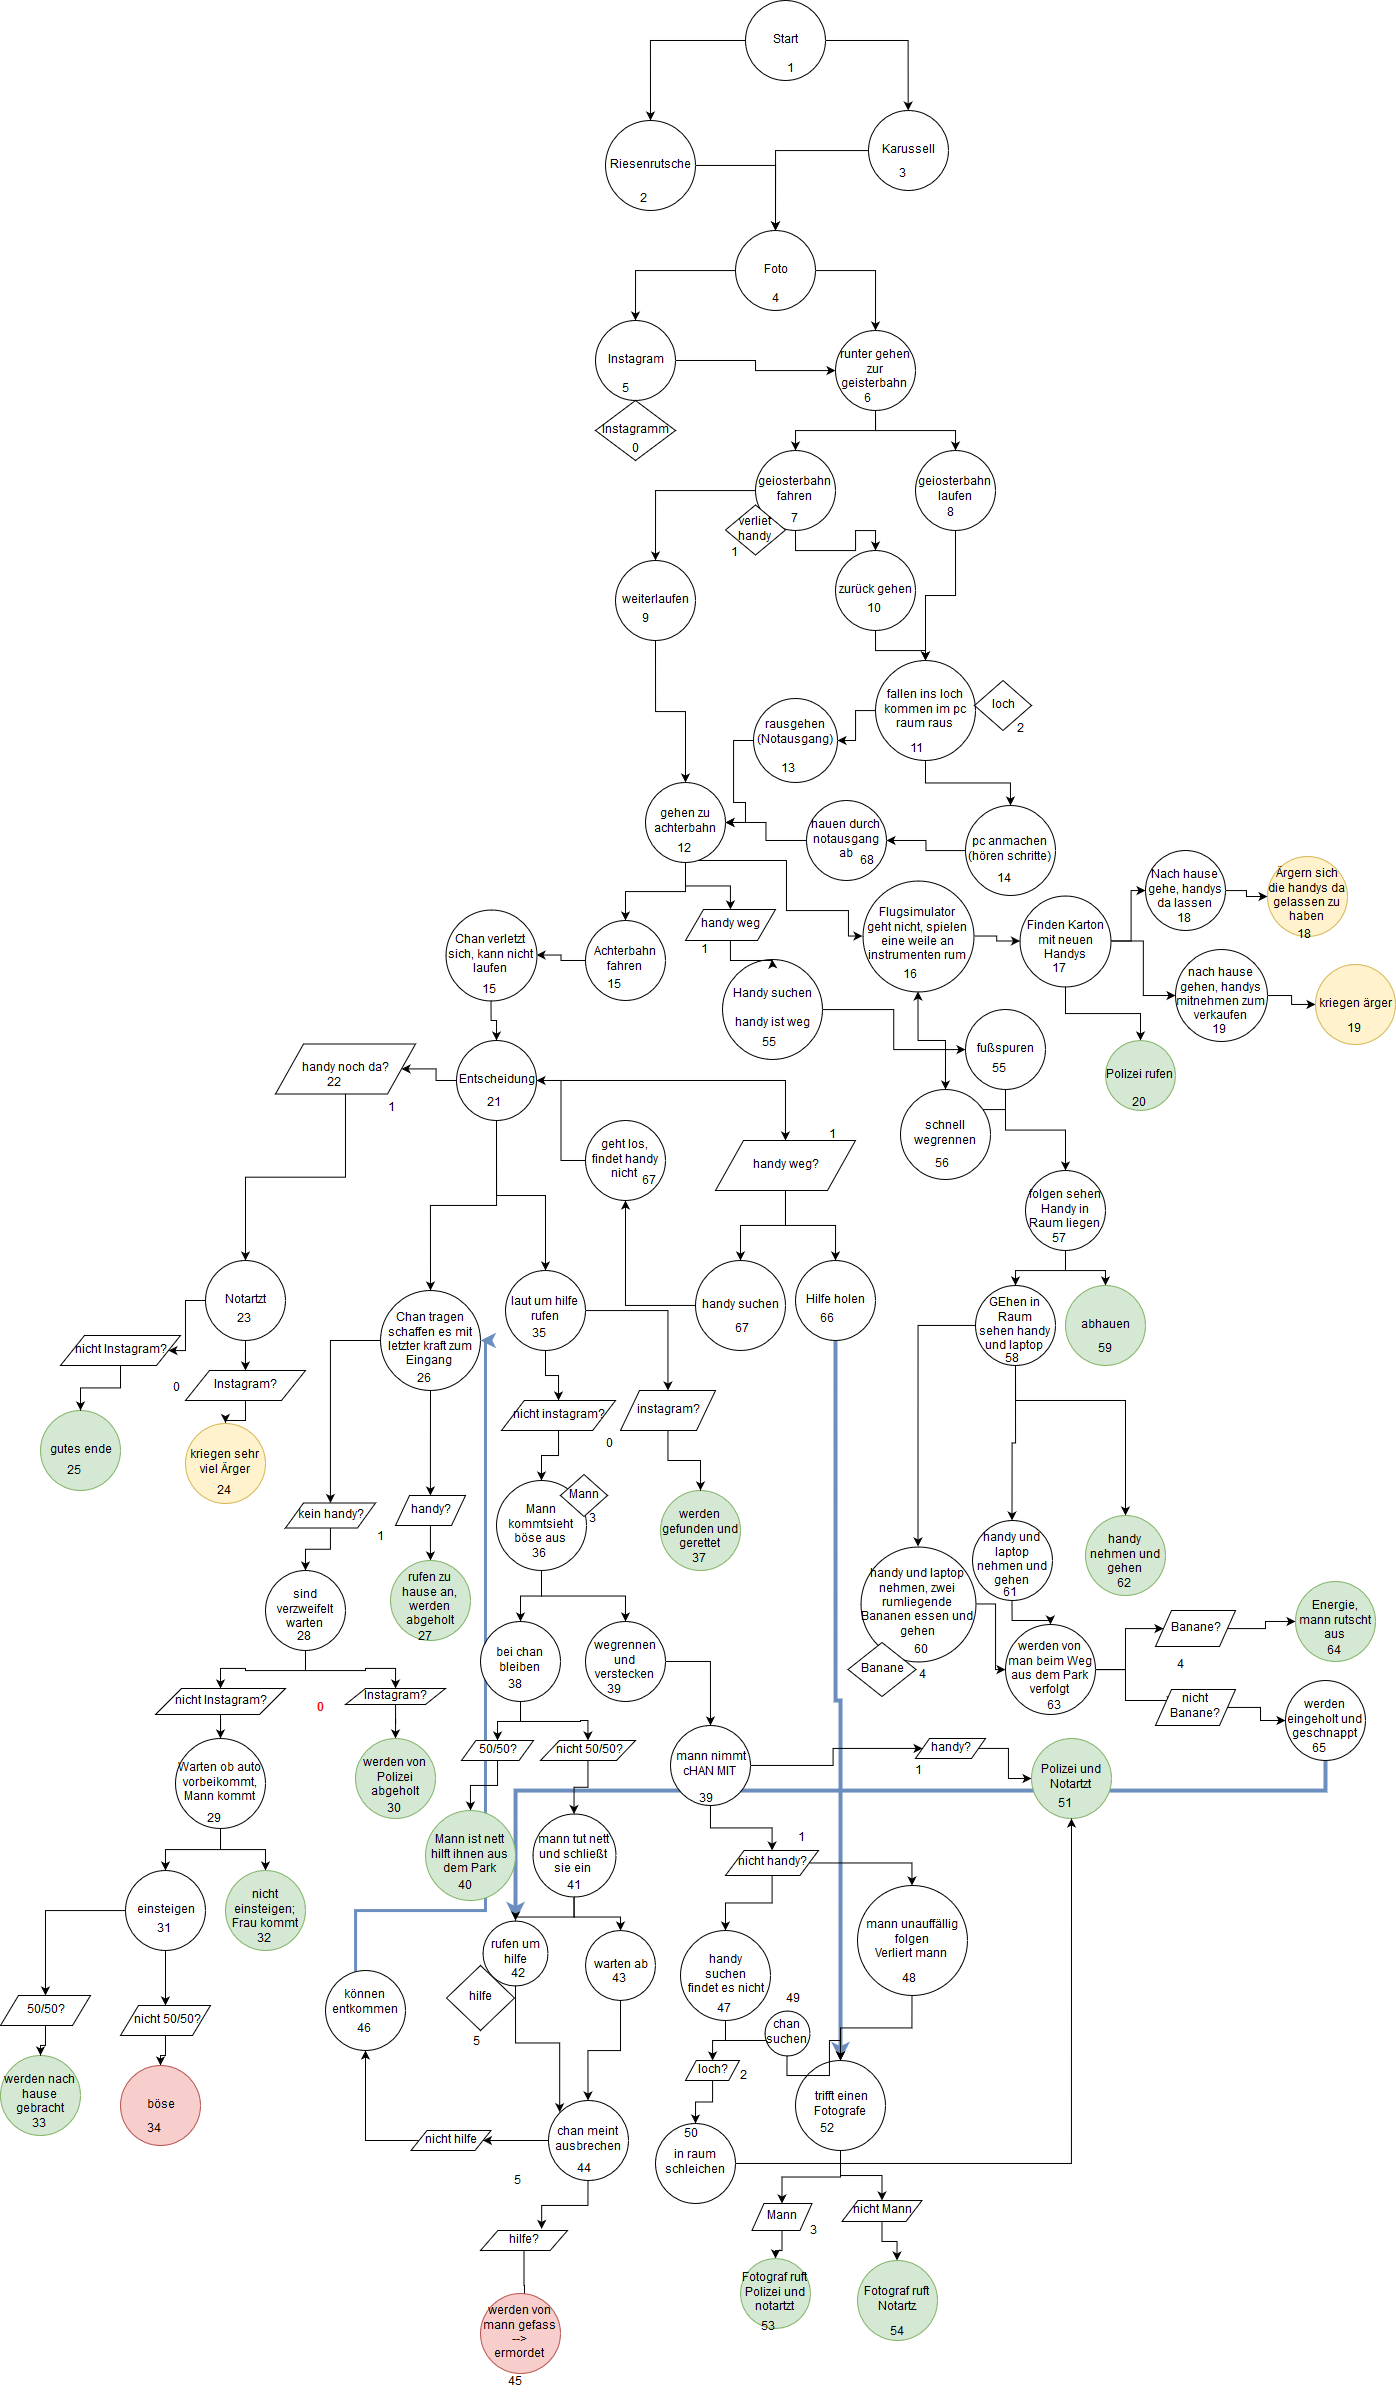 Start
1
Riesenrutsche
2
Karussell
3
Foto
4
Instagram
5
Instagramm
0
runter gehen
zur
geisterbahn
6
geiosterbahn
fahren
7
verliet
handy
1
geiosterbahn
laufen
8
weiterlaufen
9
zurück gehen
10
fallen ins loch
kommen im pc
raum raus
11
loch
2
rausgehen
(Notausgang)
13
gehen zu
achterbahn
12
hauen durch
notausgang
ab
68
pc anmachen
(hören schritte)
14
Nach hause
gehe, handys
da lassen
18
Ärgern sich
die handys da
gelassen zu
haben
18
Chan verletzt
sich, kann nicht
laufen
15
Achterbahn
fahren
15
handy weg
1
Flugsimulator
geht nicht, spielen
eine weile an
instrumenten rum
16
Finden Karton
mit neuen
Handys
17
nach hause
gehen, handys
mitnehmen zum
verkaufen
19
kriegen ärger
19
Handy suchen
handy ist weg
55
fußspuren
55
Polizei rufen
20
handy noch da?
22
1
Entscheidung
21
geht los,
findet handy
nicht
67
1
handy weg?
schnell
wegrennen
56
folgen sehen
Handy in
Raum liegen
57
Notartzt
23
Chan tragen
schaffen es mit
letzter kraft zum
Eingang
26
laut um hilfe
rufen
35
handy suchen
67
Hilfe holen
66
GEhen in
Raum
sehen handy
und laptop
58
abhauen
59
nicht Instagram?
0
Instagram?
nicht instagram?
0
instagram?
gutes ende
25
kriegen sehr
viel Ärger
24
kein handy?
1
handy?
Mann
kommtsieht
böse aus
36
Mann
3
werden
gefunden und
gerettet
37
handy und
laptop
nehmen und
gehen
61
handy
nehmen und
gehen
62
sind
verzweifelt
warten
28
rufen zu
hause an,
werden
abgeholt
27
handy und laptop
nehmen, zwei
rumliegende
Bananen essen und
gehen
60
Banane
4
Energie,
mann rutscht
aus
64
Banane?
4
bei chan
bleiben
38
wegrennen
und
verstecken
39
werden von
man beim Weg
aus dem Park
verfolgt
63
nicht
Banane?
werden
eingeholt und
geschnappt
65
nicht Instagram?
0
Instagram?
50/50?
nicht 50/50?
mann nimmt
cHAN MIT
39
handy?
1
Polizei und
Notartzt
51
Warten ob auto
vorbeikommt,
Mann kommt
29
werden von
Polizei
abgeholt
30
Mann ist nett
hilft ihnen aus
dem Park
40
mann tut nett
und schließt
sie ein
41
1
nicht handy?
einsteigen
31
nicht
einsteigen;
Frau kommt
32
rufen um
hilfe
42
warten ab
43
handy
suchen
findet es nicht
47
mann unauffällig
folgen
Verliert mann
48
50/50?
nicht 50/50?
können
entkommen
46
hilfe
5
49
chan
suchen
loch?
2
werden nach
hause
gebracht
33
böse
34
nicht hilfe
5
chan meint
ausbrechen
44
50
in raum
schleichen
trifft einen
Fotografe
52
hilfe?
Mann
3
nicht Mann
werden von
mann gefass
-->
ermordet
45
Fotograf ruft
Polizei und
notartzt
53
Fotograf ruft
Notartz
54